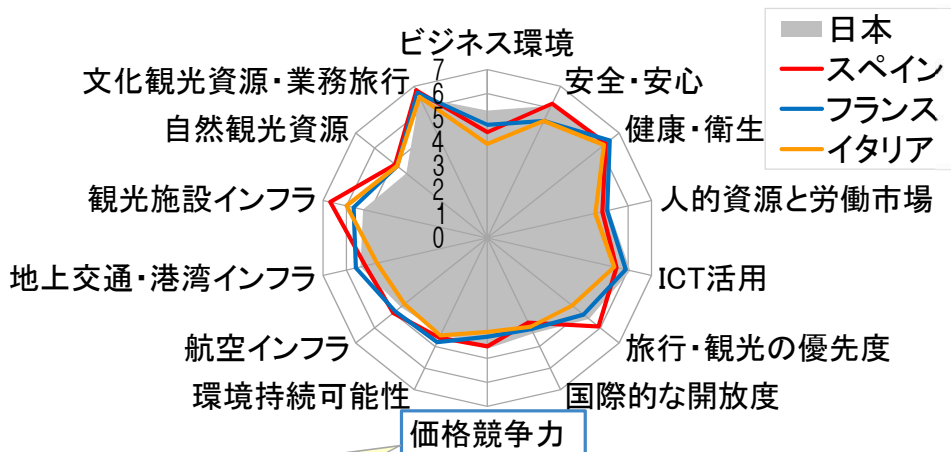 ビジネス環境
安全・安心
健康・衛生
人的資源と労働市場
ICT活用
旅行・観光の優先度
国際的な開放度
価格競争力
環境持続可能性
航空インフラ
地上交通・港湾インフラ
観光施設インフラ
自然観光資源
文化観光資源・業務旅行
7
6
5
4
3
2
1
0
日本
スペイン
フランス
イタリア